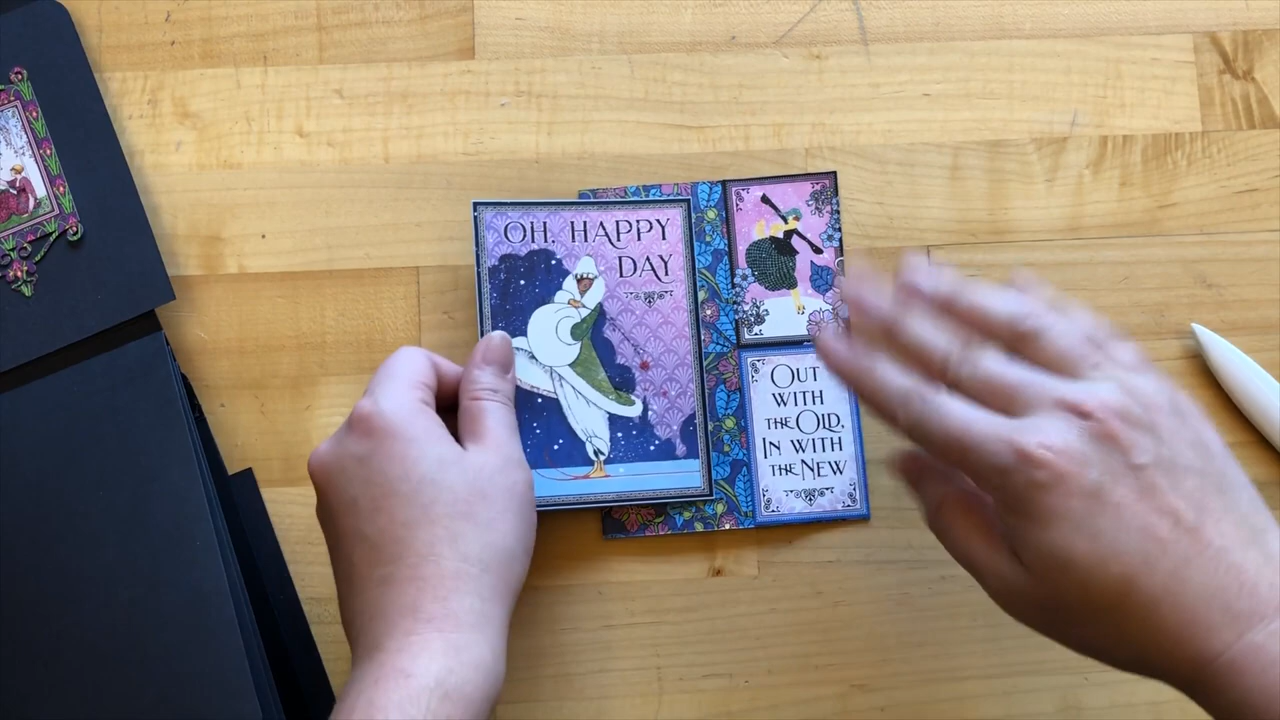 OH, HAPPY
DAY
OUT
WITH
THE OLD,
IN WITH
THE NEW